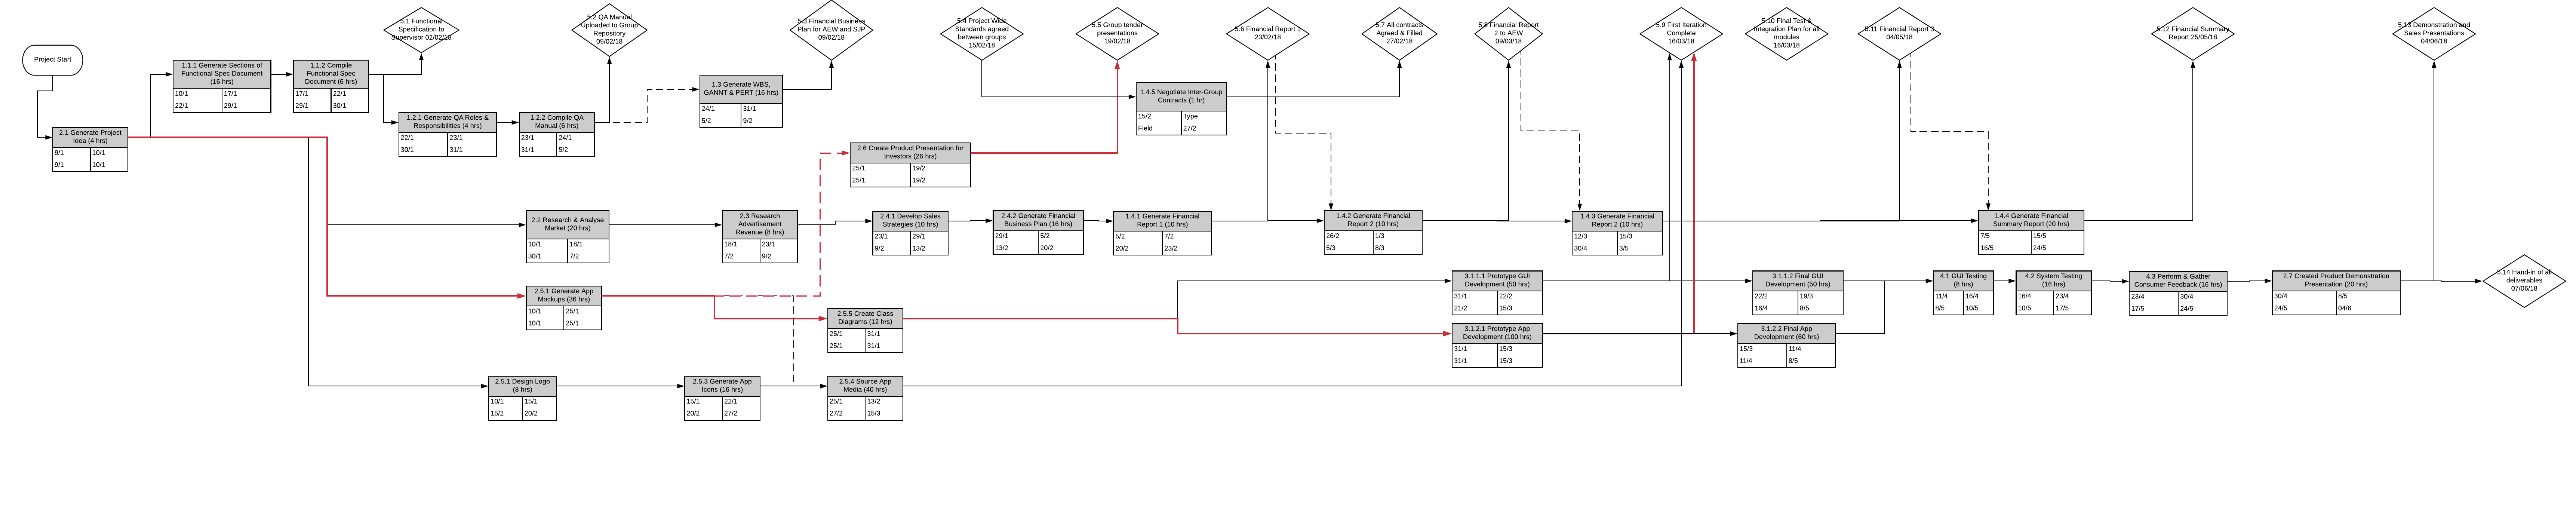 Project Start
2.1 Generate Project
Idea (4 hrs)
9/1 10/1
9/1 10/1
1.1.1 Generate Sections of
Functional Spec Document
(16 hrs)
10/1 17/1
22/1 29/1
1.1.2 Compile
Functional Spec
Document (6 hrs)
17/1 22/1
29/1 30/1
5.1 Functional
Specification to
Supervisor 02/02/18
1.2.1 Generate QA Roles &
Responsibilities (4 hrs)
22/1 23/1
30/1 31/1
1.2.2 Compile QA
Manual (6 hrs)
23/1 24/1
31/1 5/2
5.2 QA Manual
Uploaded to Group
Repository
05/02/18
1.3 Generate WBS,
GANNT & PERT (16 hrs)
24/1 31/1
5/2 9/2
5.3 Financial Business
Plan for AEW and SJP
09/02/18
5.4 Project Wide
Standards agreed
between groups
15/02/18
5.5 Group tender
presentations
19/02/18
1.4.5 Negotiate Inter-Group
Contracts (1 hr)
15/2 Type
Field 27/2
5.6 Financial Report 1
23/02/18
5.7 All contracts
Agreed & Filled
27/02/18
5.8 Financial Report
2 to AEW
09/03/18
5.9 First Iteration
Complete
16/03/18
5.10 Final Test &
Integration Plan for all
modules
16/03/18
5.11 Financial Report 3
04/05/18
5.12 Financial Summary
Report 25/05/18
5.13 Demonstration and
Sales Presentations
04/06/18
2.6 Create Product Presentation for
Investors (26 hrs)
25/1 19/2
25/1 19/2
2.2 Research & Analyse
Market (20 hrs)
10/1 18/1
30/1 7/2
2.3 Research
Advertisement
Revenue (8 hrs)
18/1 23/1
7/2 9/2
2.4.1 Develop Sales
Strategies (10 hrs)
23/1 29/1
9/2 13/2
2.4.2 Generate Financial
Business Plan (16 hrs)
29/1 5/2
13/2 20/2
1.4.1 Generate Financial
Report 1 (10 hrs)
5/2 7/2
20/2 23/2
1.4.2 Generate Financial
Report 2 (10 hrs)
26/2 1/3
5/3 8/3
1.4.3 Generate Financial
Report 2 (10 hrs)
12/3 15/3
30/4 3/5
1.4.4 Generate Financial
Summary Report (20 hrs)
7/5 15/5
16/5 24/5
2.5.1 Generate App
Mockups (36 hrs)
10/1 25/1
10/1 25/1
2.5.5 Create Class
Diagrams (12 hrs)
25/1 31/1
25/1 31/1
3.1.1.1 Prototype GUI
Development (50 hrs)
31/1 22/2
21/2 15/3
3.1.2.1 Prototype App
Development (100 hrs)
31/1 15/3
31/1 15/3
3.1.1.2 Final GUI
Development (50 hrs)
22/2 19/3
16/4 8/5
3.1.2.2 Final App
Development (60 hrs)
15/3 11/4
11/4 8/5
4.1 GUI Testing
(8 hrs)
11/4 16/4
8/5 10/5
4.2 System Testing
(16 hrs)
16/4 23/4
10/5 17/5
4.3 Perform & Gather
Consumer Feedback (16 hrs)
23/4 30/4
17/5 24/5
2.7 Created Product Demonstration
Presentation (20 hrs)
30/4 8/5
24/5 04/6
5.14 Hand-in of all
deliverables
07/06/18
2.5.1 Design Logo
(8 hrs)
10/1 15/1
15/2 20/2
2.5.3 Generate App
Icons (16 hrs)
15/1 22/1
20/2 27/2
2.5.4 Source App
Media (40 hrs)
25/1 13/2
27/2 15/3